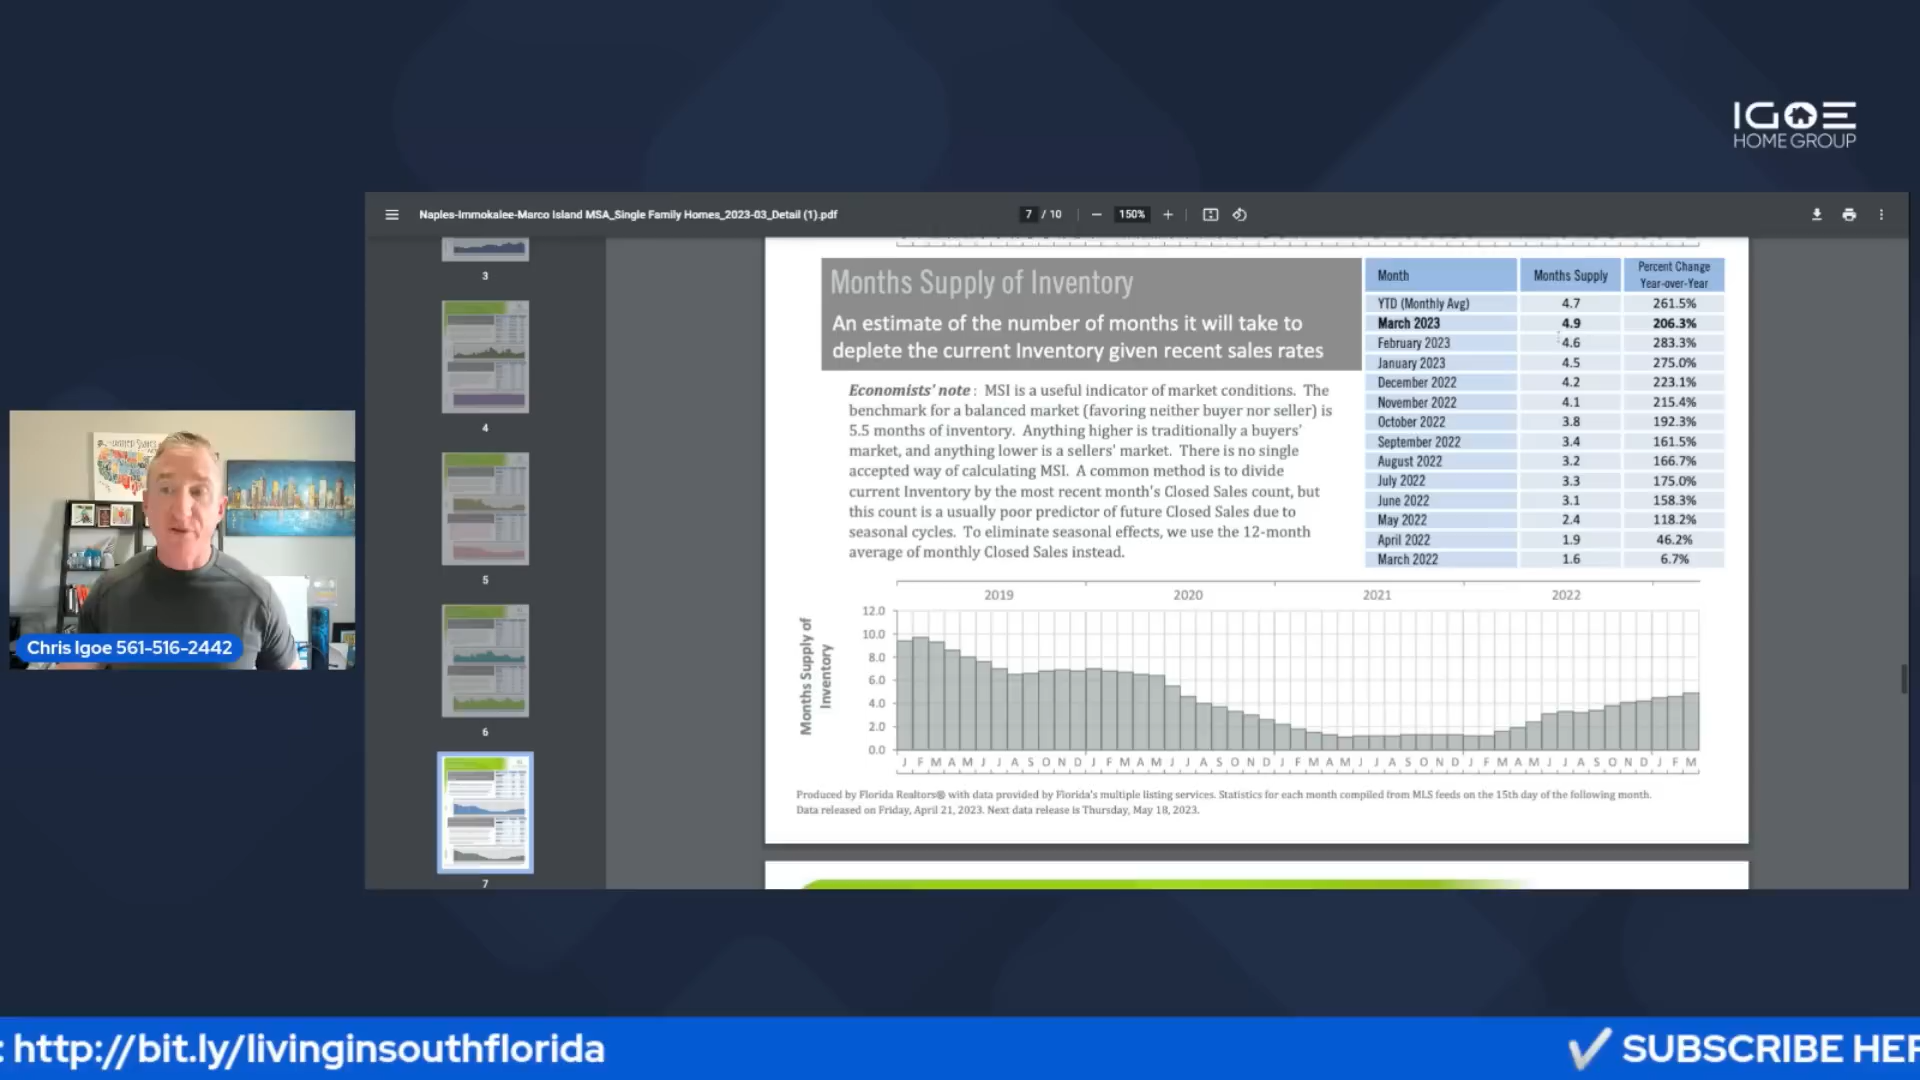 IGOE
HOME GROUP
Naples-Immokalee-Marco Island MSA_Single Family Homes_2023-03_Detail (1).pdf
7 / 10
150%
3
4
5
6
7
Months Supply of Inventory
An estimate of the number of months it will take to
deplete the current Inventory given recent sales rates
Economists' note : MSI is a useful indicator of market conditions. The
benchmark for a balanced market (favoring neither buyer nor seller) is
5.5 months of inventory. Anything higher is traditionally a buyers'
market, and anything lower is a sellers' market. There is no single
accepted way of calculating MSI. A common method is to divide
current Inventory by the most recent month's Closed Sales count, but
this count is a usually poor predictor of future Closed Sales due to
seasonal cycles. To eliminate seasonal effects, we use the 12-month
average of monthly Closed Sales instead.
Month Months Supply Percent Change
Year-over-Year
YTD (Monthly Avg) 4.7 261.5%
March 2023 4.9 206.3%
February 2023 4.6 283.3%
January 2023 4.5 275.0%
December 2022 4.2 223.1%
November 2022 4.1 215.4%
October 2022 3.8 192.3%
September 2022 3.4 161.5%
August 2022 3.2 166.7%
July 2022 3.3 175.0%
June 2022 3.1 158.3%
May 2022 2.4 118.2%
April 2022 1.9 46.2%
March 2022 1.6 6.7%
2019 2020 2021 2022
Months Supply of
Inventory
12.0
10.0
8.0
6.0
4.0
2.0
0.0
J F M A M J J A S O N D J F M A M J J A S O N D J F M A M J J A S O N D J F M A M J J A S O N D J F M
Produced by Florida Realtors® with data provided by Florida's multiple listing services. Statistics for each month compiled from MLS feeds on the 15th day of the following month.
Data released on Friday, April 21, 2023. Next data release is Thursday, May 18, 2023.
Chris Igoe 561-516-2442
: http://bit.ly/livinginsouthflorida
SUBSCRIBE HER